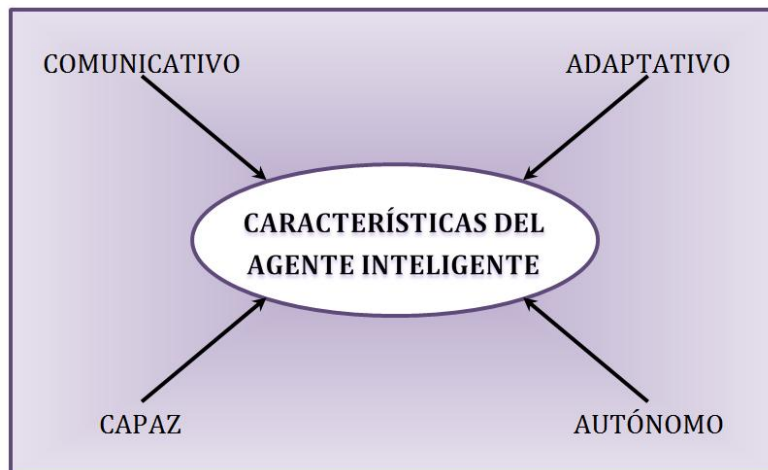 COMUNICATIVO
ADAPTATIVO
CARACTERÍSTICAS DEL
AGENTE INTELIGENTE
CAPAZ
AUTÓNOMO